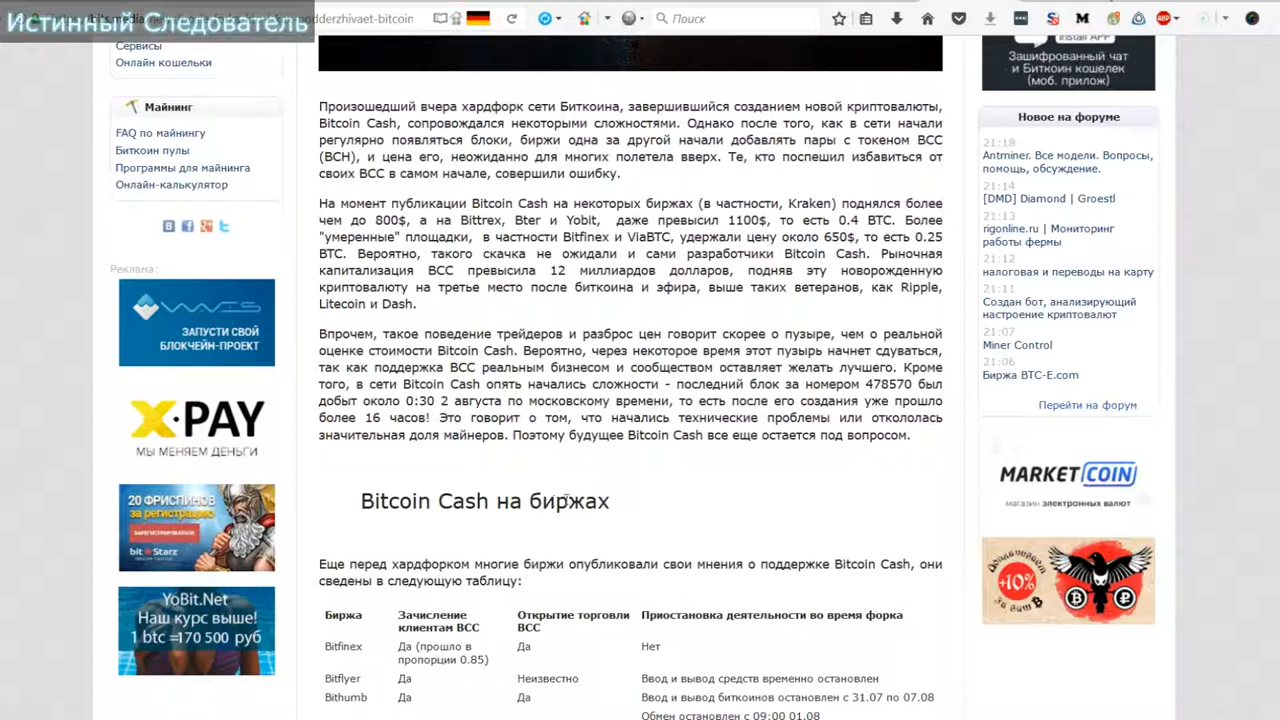 Истинный Следователь
Поиск
Сервисы
Онлайн кошельки
Майнинг
FAQ по майнингу
Биткоин пулы
Программы для майнинга
Онлайн-калькулятор
Реклама:
WAVES
ЗАПУСТИ СВОЙ
БЛОКЧЕЙН-ПРОЕКТ
X-PAY
МЫ МЕНЯЕМ ДЕНЬГИ
20 ФРИСПИНОВ
за регистрацию
ЗАРЕГИСТРИРОВАТЬСЯ
bit Starz
YoBit.Net
Наш курс выше!
1 btc =170 500 руб
Произошедший вчера хардфорк сети Биткоина, завершившийся созданием новой криптовалюты,
Bitcoin Cash, сопровождался некоторыми сложностями. Однако после того, как в сети начали
регулярно появляться блоки, биржи одна за другой начали добавлять пары с токеном BCC
(BCH), и цена его, неожиданно для многих полетела вверх. Те, кто поспешил избавиться от
своих BCC в самом начале, совершили ошибку.
На момент публикации Bitcoin Cash на некоторых биржах (в частности, Kraken) поднялся более
чем до 800$, а на Bittrex, Bter и Yobit, даже превысил 1100$, то есть 0.4 BTC. Более
"умеренные" площадки, в частности Bitfinex и ViaBTC, удержали цену около 650$, то есть 0.25
BTC. Вероятно, такого скачка не ожидали и сами разработчики Bitcoin Cash. Рыночная
капитализация BCC превысила 12 миллиардов долларов, подняв эту новорожденную
криптовалюту на третье место после биткоина и эфира, выше таких ветеранов, как Ripple,
Litecoin и Dash.
Впрочем, такое поведение трейдеров и разброс цен говорит скорее о пузыре, чем о реальной
оценке стоимости Bitcoin Cash. Вероятно, через некоторое время этот пузырь начнет сдуваться,
так как поддержка BCC реальным бизнесом и сообществом оставляет желать лучшего. Кроме
того, в сети Bitcoin Cash опять начались сложности - последний блок за номером 478570 был
добыт около 0:30 2 августа по московскому времени, то есть после его создания уже прошло
более 16 часов! Это говорит о том, что начались технические проблемы или откололась
значительная доля майнеров. Поэтому будущее Bitcoin Cash все еще остается под вопросом.
Bitcoin Cash на биржах
Еще перед хардфорком многие биржи опубликовали свои мнения о поддержке Bitcoin Cash, они
сведены в следующую таблицу:
Биржа Зачисление клиентам BCC Открытие торговли BCC Приостановка деятельности во время форка
Bitfinex Да (прошло в пропорции 0.85) Да Нет
Bitflyer Да Неизвестно Ввод и вывод средств временно остановлен
Bithumb Да Да Ввод и вывод биткоинов остановлен с 31.07 по 07.08
Обмен остановлен с 09:00 01.08
Install APP
Зашифрованный чат
и Биткоин кошелек
(моб. прилож)
Новое на форуме
21:18
Antminer. Все модели. Вопросы,
помощь, обсуждение.
21:14
[DMD] Diamond | Groestl
21:13
rigonline.ru | Мониторинг
работы фермы
21:12
налоговая и переводы на карту
21:11
Создан бот, анализирующий
настроение криптовалют
21:07
Miner Control
21:06
Биржа BTC-E.com
Перейти на форум
MARKETCOIN
магазин электронных валют
+10%